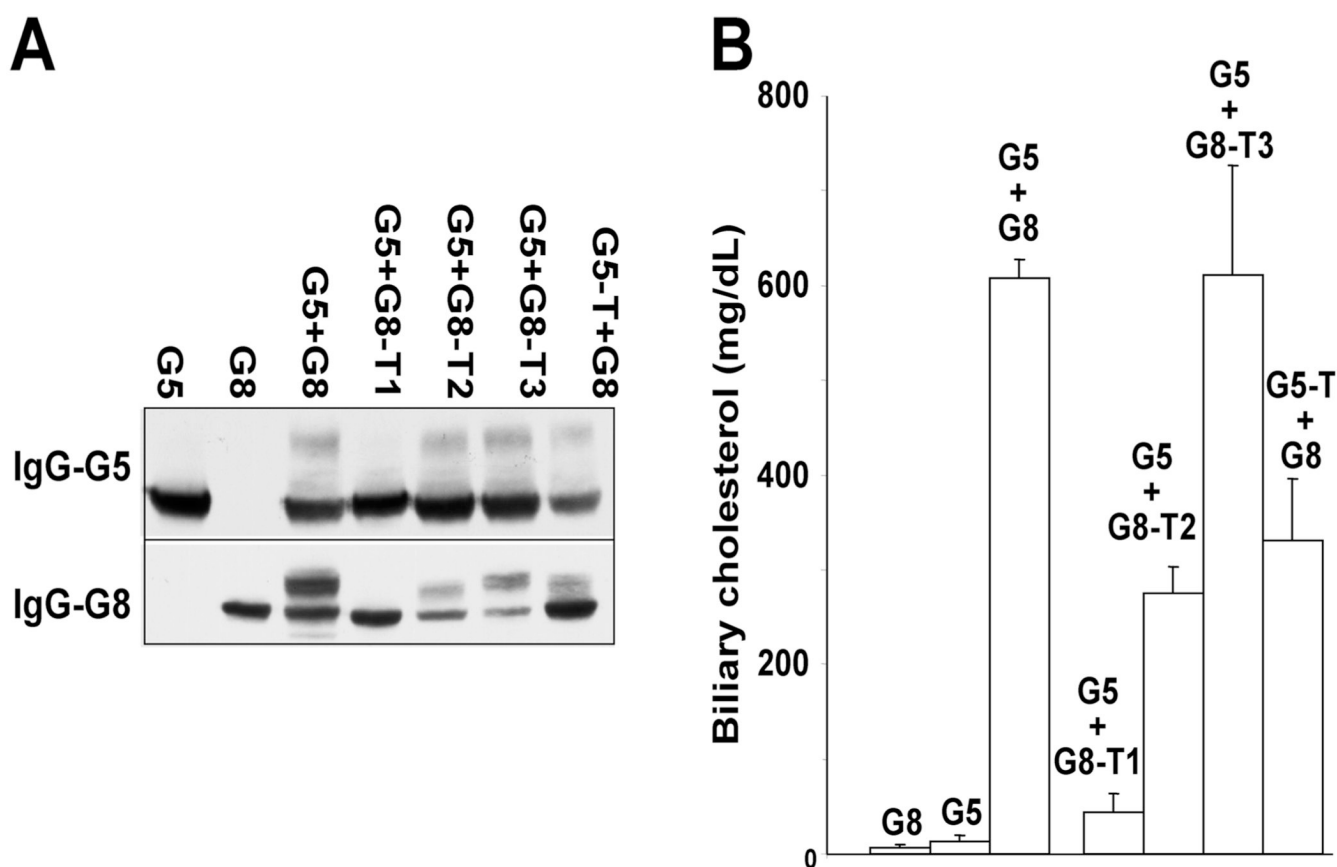 A
G5
G8
G5+G8
G5+G8-T1
G5+G8-T2
G5+G8-T3
G5-T+G8
IgG-G5
IgG-G8
B
Biliary cholesterol (mg/dL)
800
600
400
200
0
G8
G5
G5
+
G8
G5
+
G8-T1
G5
+
G8-T2
G5
+
G8-T3
G5-T
+
G8